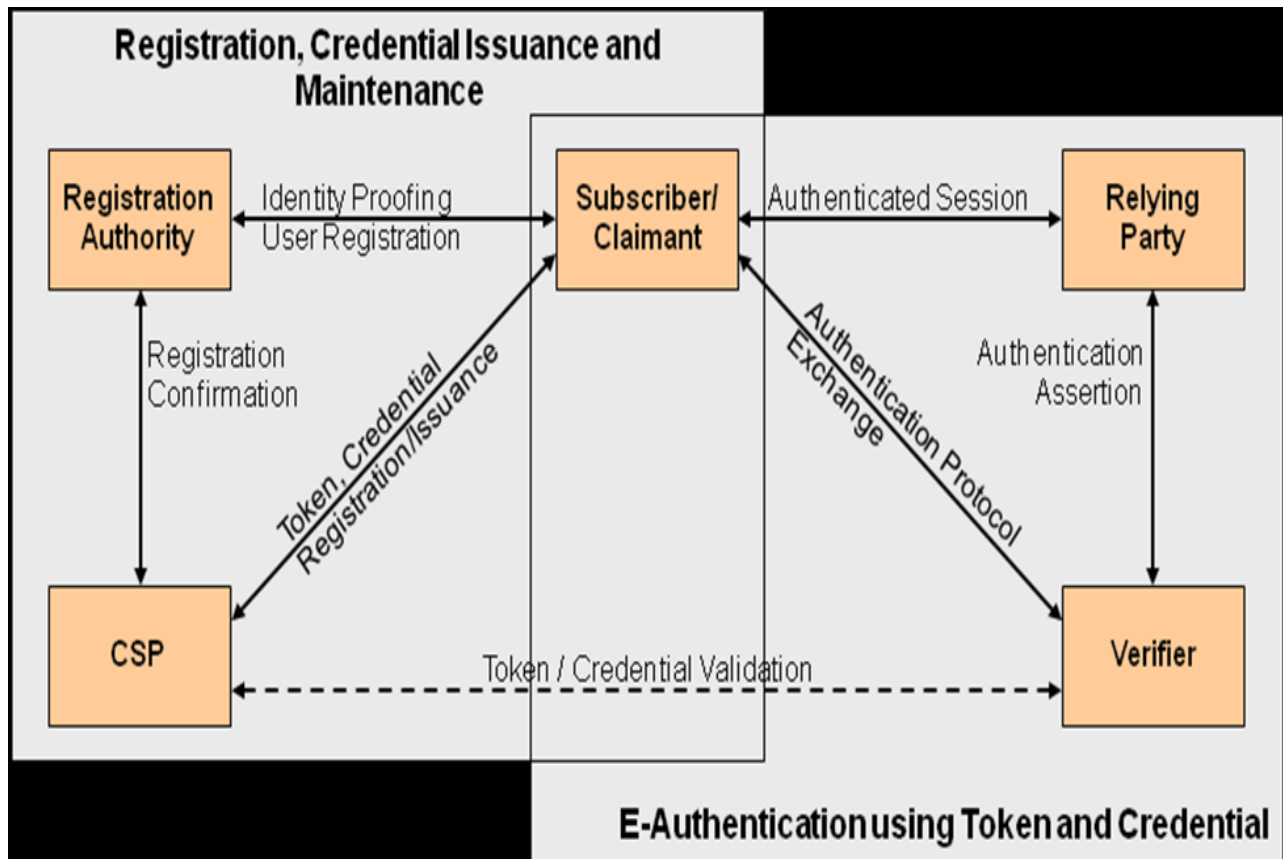 Registration, Credential Issuance and
Maintenance
Registration
Authority
Identity Proofing
User Registration
Subscriber/
Claimant
Authenticated Session
Relying
Party
Registration
Confirmation
Token, Credential
Registration/Issuance
Authentication Protocol
Exchange
Authentication
Assertion
CSP
Token / Credential Validation
Verifier
E-Authentication using Token and Credential